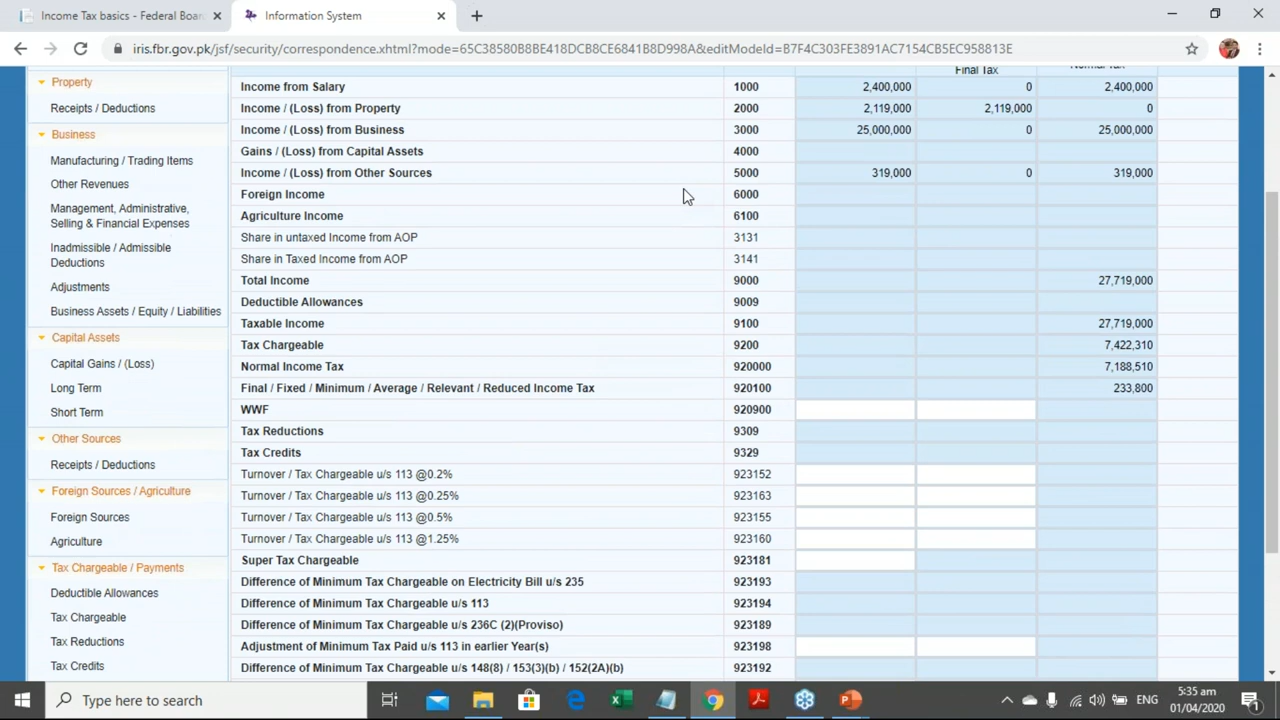 Income Tax basics - Federal Boar
Information System
iris.fbr.gov.pk/jsf/security/correspondence.xhtml?mode=65C38580B8BE418DCB8CE6841B8D998A&editModeId=B7F4C303FE3891AC7154CB5EC958813E
Property
Receipts / Deductions
Business
Manufacturing / Trading Items
Other Revenues
Management, Administrative,
Selling & Financial Expenses
Inadmissible / Admissible
Deductions
Adjustments
Business Assets / Equity / Liabilities
Capital Assets
Capital Gains / (Loss)
Long Term
Short Term
Other Sources
Receipts / Deductions
Foreign Sources / Agriculture
Foreign Sources
Agriculture
Tax Chargeable / Payments
Deductible Allowances
Tax Chargeable
Tax Reductions
Tax Credits
Final Tax Normal Tax
Income from Salary 1000 2,400,000 0 2,400,000
Income / (Loss) from Property 2000 2,119,000 2,119,000 0
Income / (Loss) from Business 3000 25,000,000 0 25,000,000
Gains / (Loss) from Capital Assets 4000
Income / (Loss) from Other Sources 5000 319,000 0 319,000
Foreign Income 6000
Agriculture Income 6100
Share in untaxed Income from AOP 3131
Share in Taxed Income from AOP 3141
Total Income 9000 27,719,000
Deductible Allowances 9009
Taxable Income 9100 27,719,000
Tax Chargeable 9200 7,422,310
Normal Income Tax 920000 7,188,510
Final / Fixed / Minimum / Average / Relevant / Reduced Income Tax 920100 233,800
WWF 920900
Tax Reductions 9309
Tax Credits 9329
Turnover / Tax Chargeable u/s 113 @0.2% 923152
Turnover / Tax Chargeable u/s 113 @0.25% 923163
Turnover / Tax Chargeable u/s 113 @0.5% 923155
Turnover / Tax Chargeable u/s 113 @1.25% 923160
Super Tax Chargeable 923181
Difference of Minimum Tax Chargeable on Electricity Bill u/s 235 923193
Difference of Minimum Tax Chargeable u/s 113 923194
Difference of Minimum Tax Chargeable u/s 236C (2)(Proviso) 923189
Adjustment of Minimum Tax Paid u/s 113 in earlier Year(s) 923198
Difference of Minimum Tax Chargeable u/s 148(8) / 153(3)(b) / 152(2A)(b) 923192
Type here to search
ENG
5:35 am
01/04/2020
1